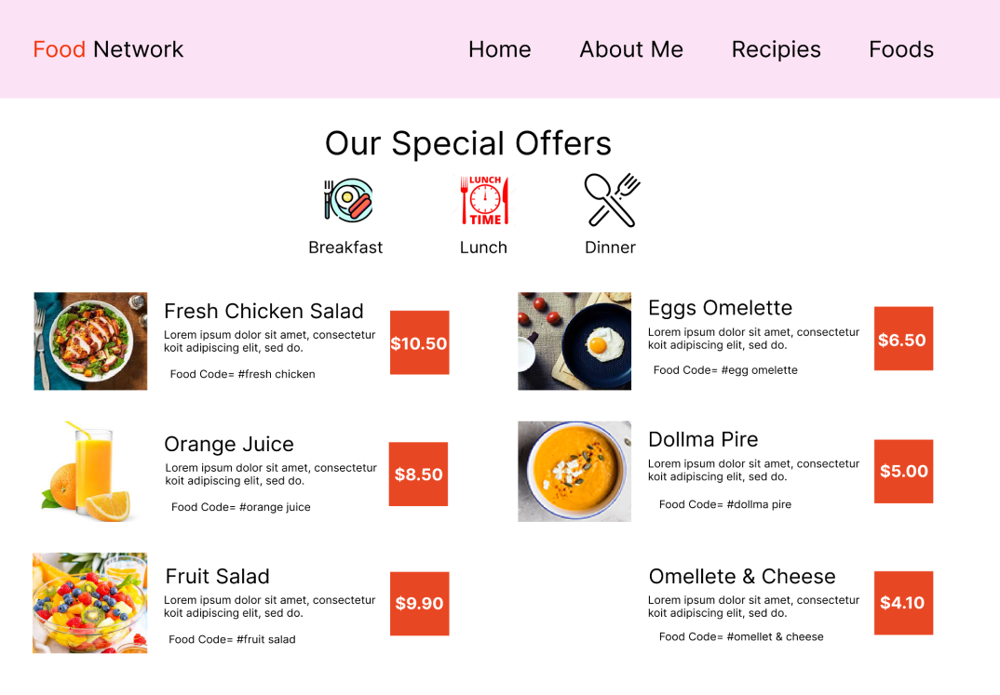 Food Network
Home About Me Recipies Foods
Our Special Offers
LUNCH
TIME
Breakfast Lunch Dinner
Fresh Chicken Salad
Lorem ipsum dolor sit amet, consectetur
koit adipiscing elit, sed do.
Food Code= #fresh chicken
$10.50
Eggs Omelette
Lorem ipsum dolor sit amet, consectetur
koit adipiscing elit, sed do.
Food Code= #egg omelette
$6.50
Orange Juice
Lorem ipsum dolor sit amet, consectetur
koit adipiscing elit, sed do.
Food Code= #orange juice
$8.50
Dollma Pire
Lorem ipsum dolor sit amet, consectetur
koit adipiscing elit, sed do.
Food Code= #dollma pire
$5.00
Fruit Salad
Lorem ipsum dolor sit amet, consectetur
koit adipiscing elit, sed do.
Food Code= #fruit salad
$9.90
Omellete & Cheese
Lorem ipsum dolor sit amet, consectetur
koit adipiscing elit, sed do.
Food Code= #omellet & cheese
$4.10